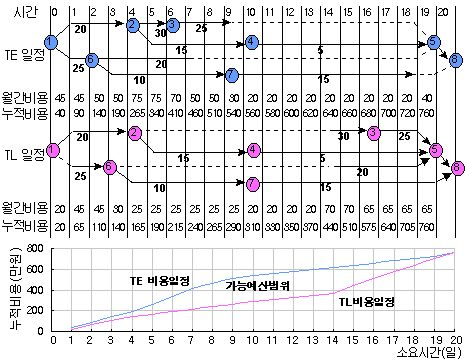 시간 0 1 2 3 4 5 6 7 8 9 10 11 12 13 14 15 16 17 18 19 20
20 30 25
1 2 3 4 5
TE 일정 15 5
25 6 8
10 7 15
월간비용 45 45 50 50 75 75 70 50 50 30 20 20 20 20 20 20 20 20 20 40
누적비용 45 90 140 190 265 340 410 460 510 540 560 580 600 620 640 660 680 700 720 760
20 2 30 3 25
TL 일정 1 4 5
15 5
25 6 8
10 7 15
월간비용 20 45 45 30 25 25 25 25 25 25 20 20 20 20 70 70 65 65 65 65
누적비용 20 65 110 140 165 190 215 240 265 290 310 330 350 370 440 510 575 640 705 760
누적비용(만원)
800
600
400
200
0
TE 비용일정
가능예산범위
TL비용일정
0 1 2 3 4 5 6 7 8 9 10 11 12 13 14 15 16 17 18 19 20
소요시간(일)